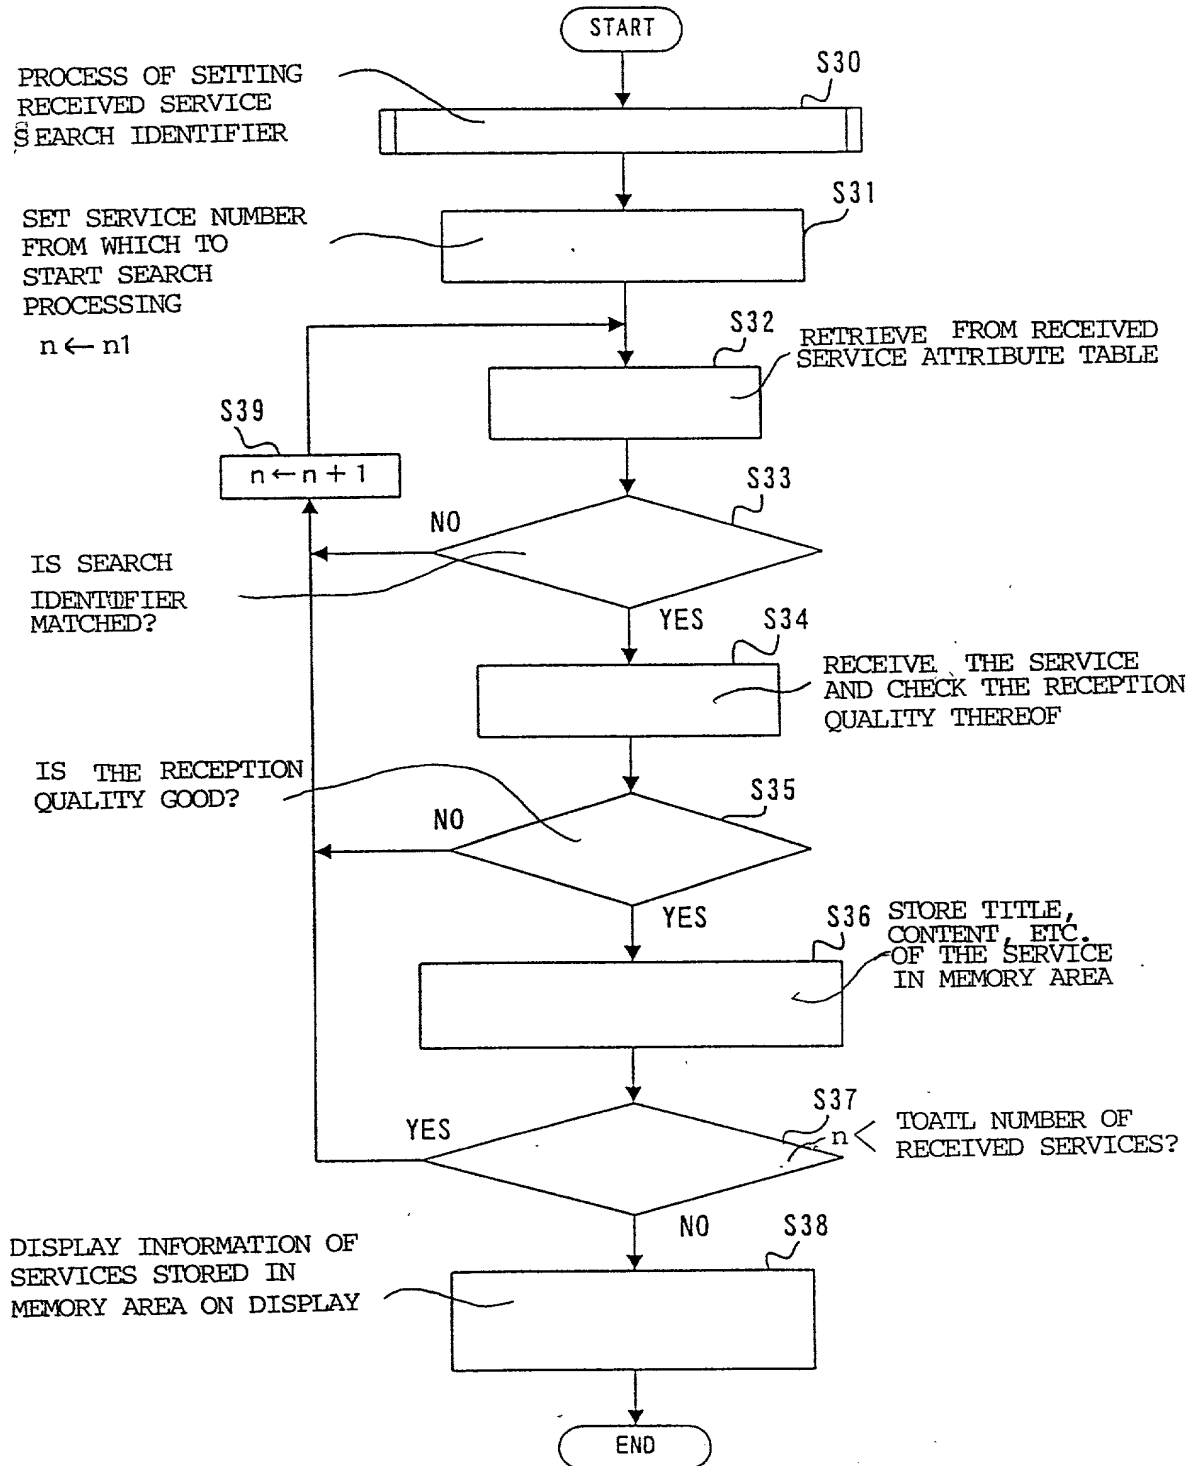 START
S30
PROCESS OF SETTING
RECEIVED SERVICE
SEARCH IDENTIFIER
S31
SET SERVICE NUMBER
FROM WHICH TO
START SEARCH
PROCESSING
n ← n1
S32
RETRIEVE FROM RECEIVED
SERVICE ATTRIBUTE TABLE
S39
n ← n + 1
S33
NO
IS SEARCH
IDENTIFIER
MATCHED?
YES
S34
RECEIVE THE SERVICE
AND CHECK THE RECEPTION
QUALITY THEREOF
IS THE RECEPTION
QUALITY GOOD?
S35
NO
YES
S36
STORE TITLE,
CONTENT, ETC.
OF THE SERVICE
IN MEMORY AREA
S37
YES
n <
TOATL NUMBER OF
RECEIVED SERVICES?
NO
S38
DISPLAY INFORMATION OF
SERVICES STORED IN
MEMORY AREA ON DISPLAY
END